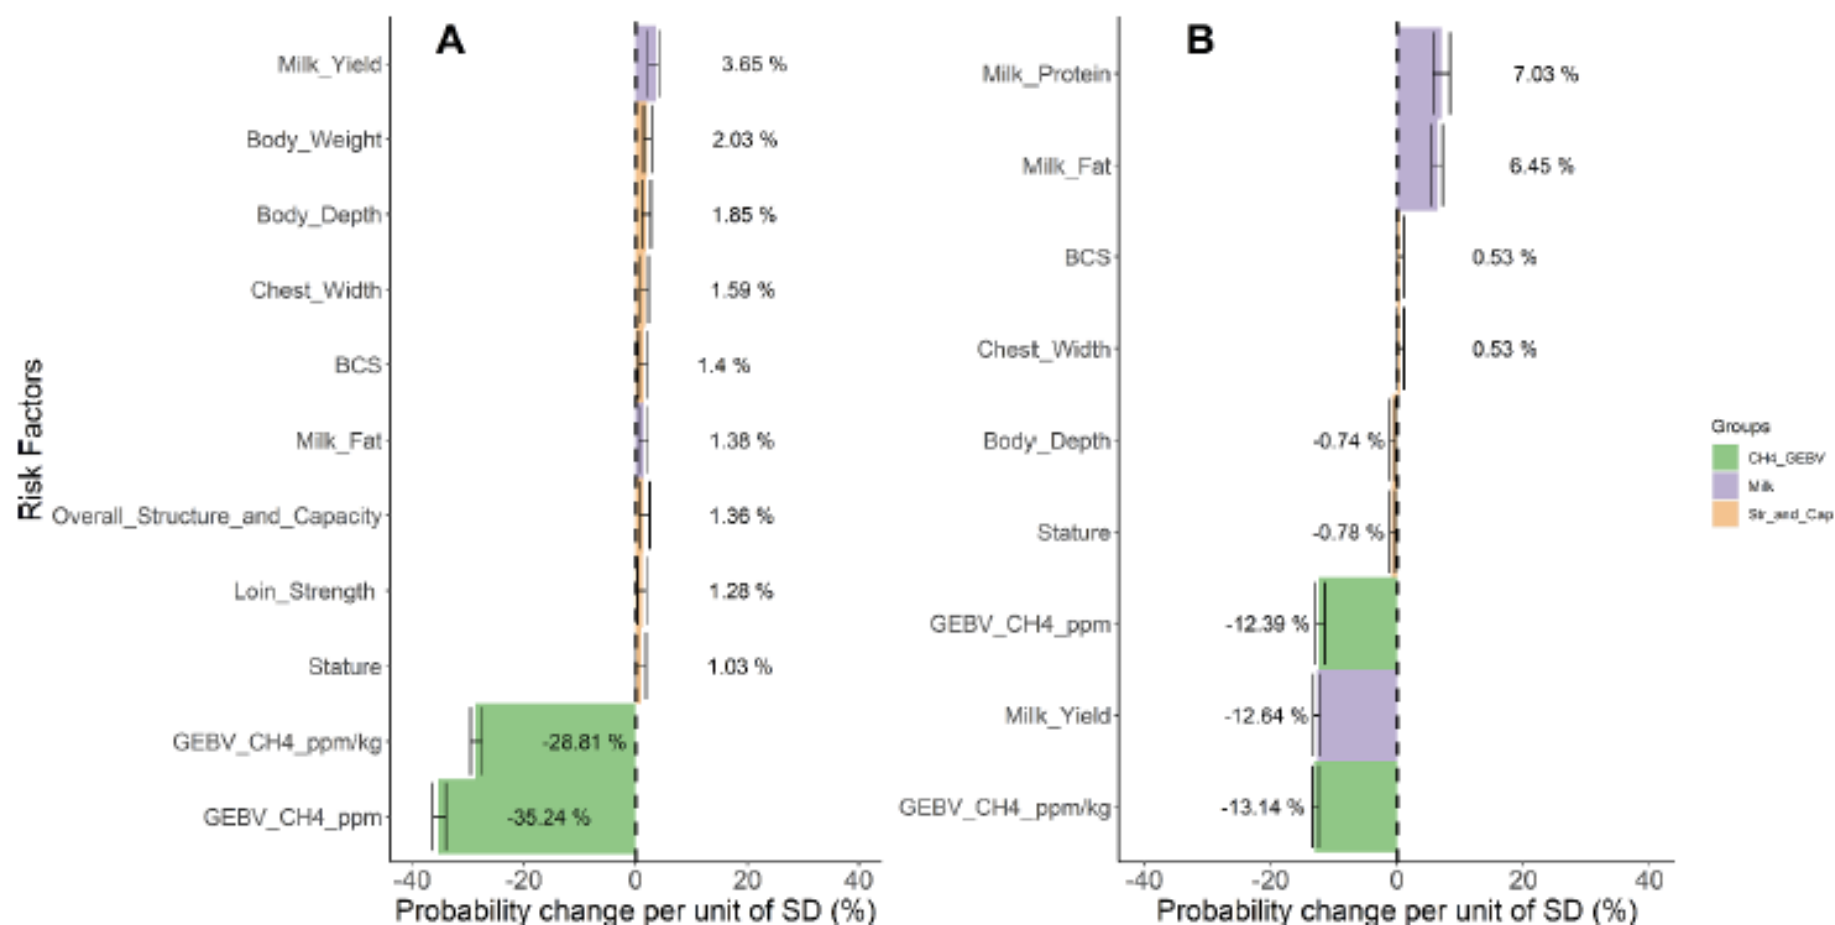 A
Milk_Yield 3.65 %
Body_Weight 2.03 %
Body_Depth 1.85 %
Chest_Width 1.59 %
BCS 1.4 %
Milk_Fat 1.38 %
Overall_Structure_and_Capacity 1.36 %
Loin_Strength 1.28 %
Stature 1.03 %
GEBV_CH4_ppm/kg -28.81 %
GEBV_CH4_ppm -35.24 %
Risk Factors
-40 -20 0 20 40
Probability change per unit of SD (%)
B
Milk_Protein 7.03 %
Milk_Fat 6.45 %
BCS 0.53 %
Chest_Width 0.53 %
Body_Depth -0.74 %
Stature -0.78 %
GEBV_CH4_ppm -12.39 %
Milk_Yield -12.64 %
GEBV_CH4_ppm/kg -13.14 %
-40 -20 0 20 40
Probability change per unit of SD (%)
Groups
CH4_GEBV
Milk
Str_and_Cap